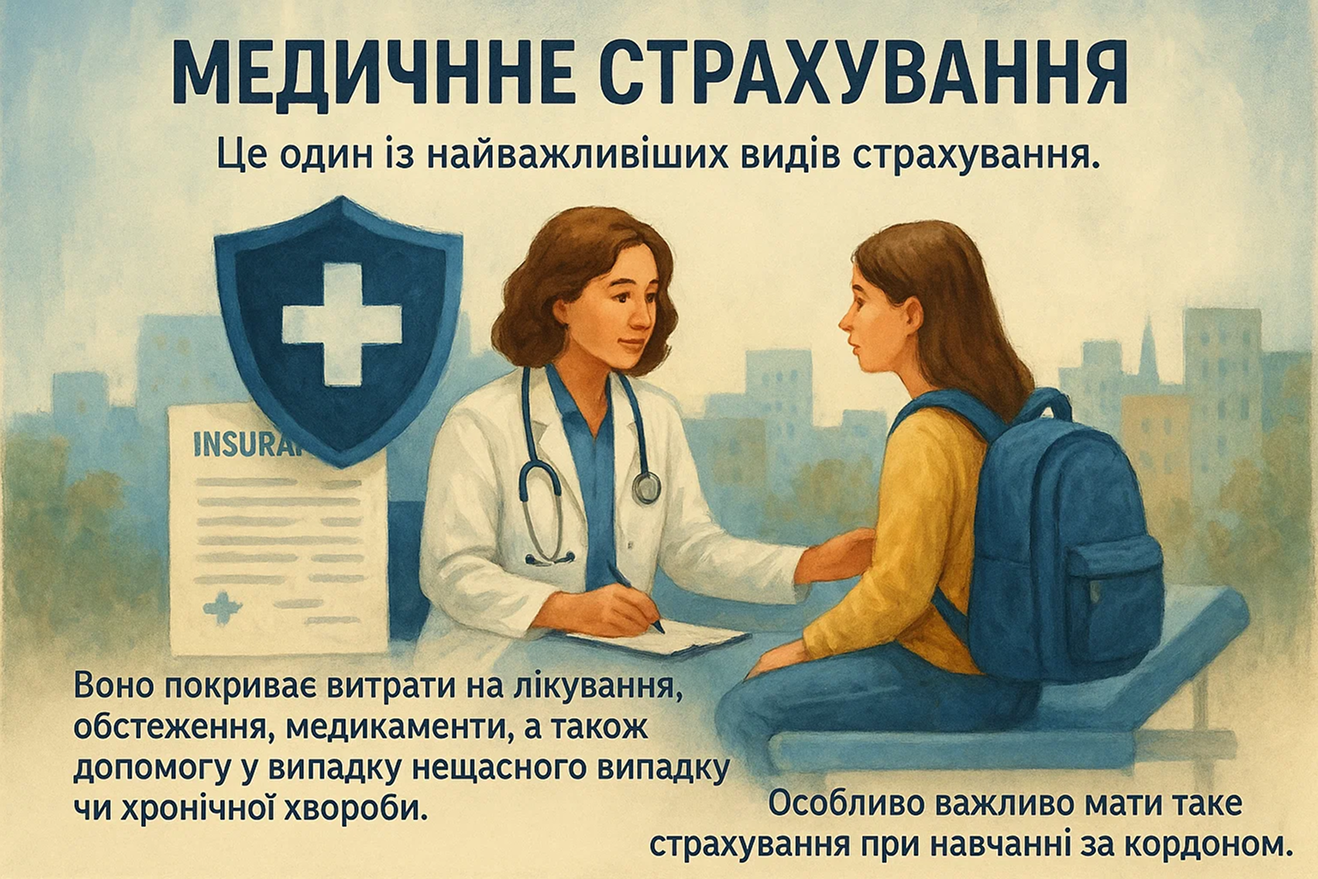 МЕДИЧННЕ СТРАХУВАННЯ
Це один із найважливіших видів страхування.
INSURA
Воно покриває витрати на лікування,
обстеження, медикаменти, а також
допомогу у випадку нещасного випадку
чи хронічної хвороби.
Особливо важливо мати таке
страхування при навчанні за кордоном.